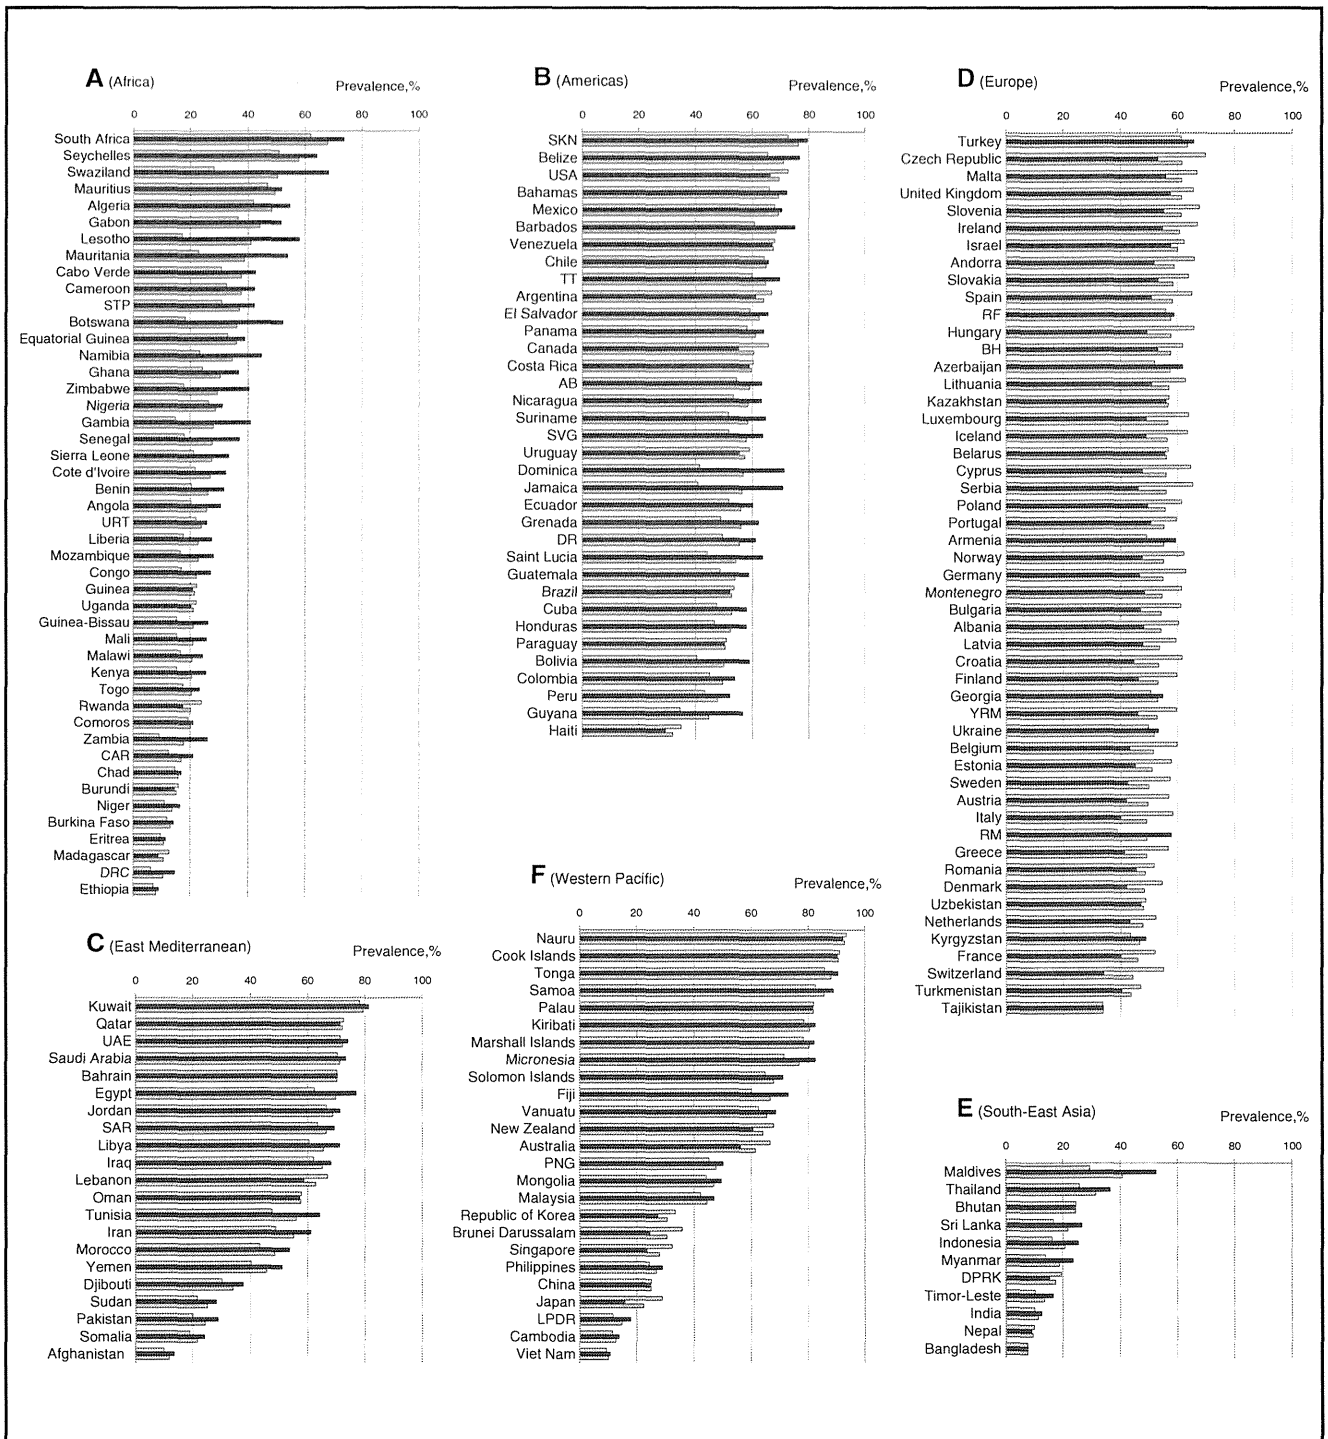 A (Africa)
Prevalence,%
0 20 40 60 80 100
South Africa
Seychelles
Swaziland
Mauritius
Algeria
Gabon
Lesotho
Mauritania
Cabo Verde
Cameroon
STP
Botswana
Equatorial Guinea
Namibia
Ghana
Zimbabwe
Nigeria
Gambia
Senegal
Sierra Leone
Cote d'Ivoire
Benin
Angola
URT
Liberia
Mozambique
Congo
Guinea
Uganda
Guinea-Bissau
Mali
Malawi
Kenya
Togo
Rwanda
Comoros
Zambia
CAR
Chad
Burundi
Niger
Burkina Faso
Eritrea
Madagascar
DRC
Ethiopia
B (Americas)
Prevalence,%
0 20 40 60 80 100
SKN
Belize
USA
Bahamas
Mexico
Barbados
Venezuela
Chile
TT
Argentina
El Salvador
Panama
Canada
Costa Rica
AB
Nicaragua
Suriname
SVG
Uruguay
Dominica
Jamaica
Ecuador
Grenada
DR
Saint Lucia
Guatemala
Brazil
Cuba
Honduras
Paraguay
Bolivia
Colombia
Peru
Guyana
Haiti
C (East Mediterranean)
Prevalence,%
0 20 40 60 80 100
Kuwait
Qatar
UAE
Saudi Arabia
Bahrain
Egypt
Jordan
SAR
Libya
Iraq
Lebanon
Oman
Tunisia
Iran
Morocco
Yemen
Djibouti
Sudan
Pakistan
Somalia
Afghanistan
D (Europe)
Prevalence,%
0 20 40 60 80 100
Turkey
Czech Republic
Malta
United Kingdom
Slovenia
Ireland
Israel
Andorra
Slovakia
Spain
RF
Hungary
BH
Azerbaijan
Lithuania
Kazakhstan
Luxembourg
Iceland
Belarus
Cyprus
Serbia
Poland
Portugal
Armenia
Norway
Germany
Montenegro
Bulgaria
Albania
Latvia
Croatia
Finland
Georgia
YRM
Ukraine
Belgium
Estonia
Sweden
Austria
Italy
RM
Greece
Romania
Denmark
Uzbekistan
Netherlands
Kyrgyzstan
France
Switzerland
Turkmenistan
Tajikistan
E (South-East Asia)
Prevalence,%
0 20 40 60 80 100
Maldives
Thailand
Bhutan
Sri Lanka
Indonesia
Myanmar
DPRK
Timor-Leste
India
Nepal
Bangladesh
F (Western Pacific)
Prevalence,%
0 20 40 60 80 100
Nauru
Cook Islands
Tonga
Samoa
Palau
Kiribati
Marshall Islands
Micronesia
Solomon Islands
Fiji
Vanuatu
New Zealand
Australia
PNG
Mongolia
Malaysia
Republic of Korea
Brunei Darussalam
Singapore
Philippines
China
Japan
LPDR
Cambodia
Viet Nam